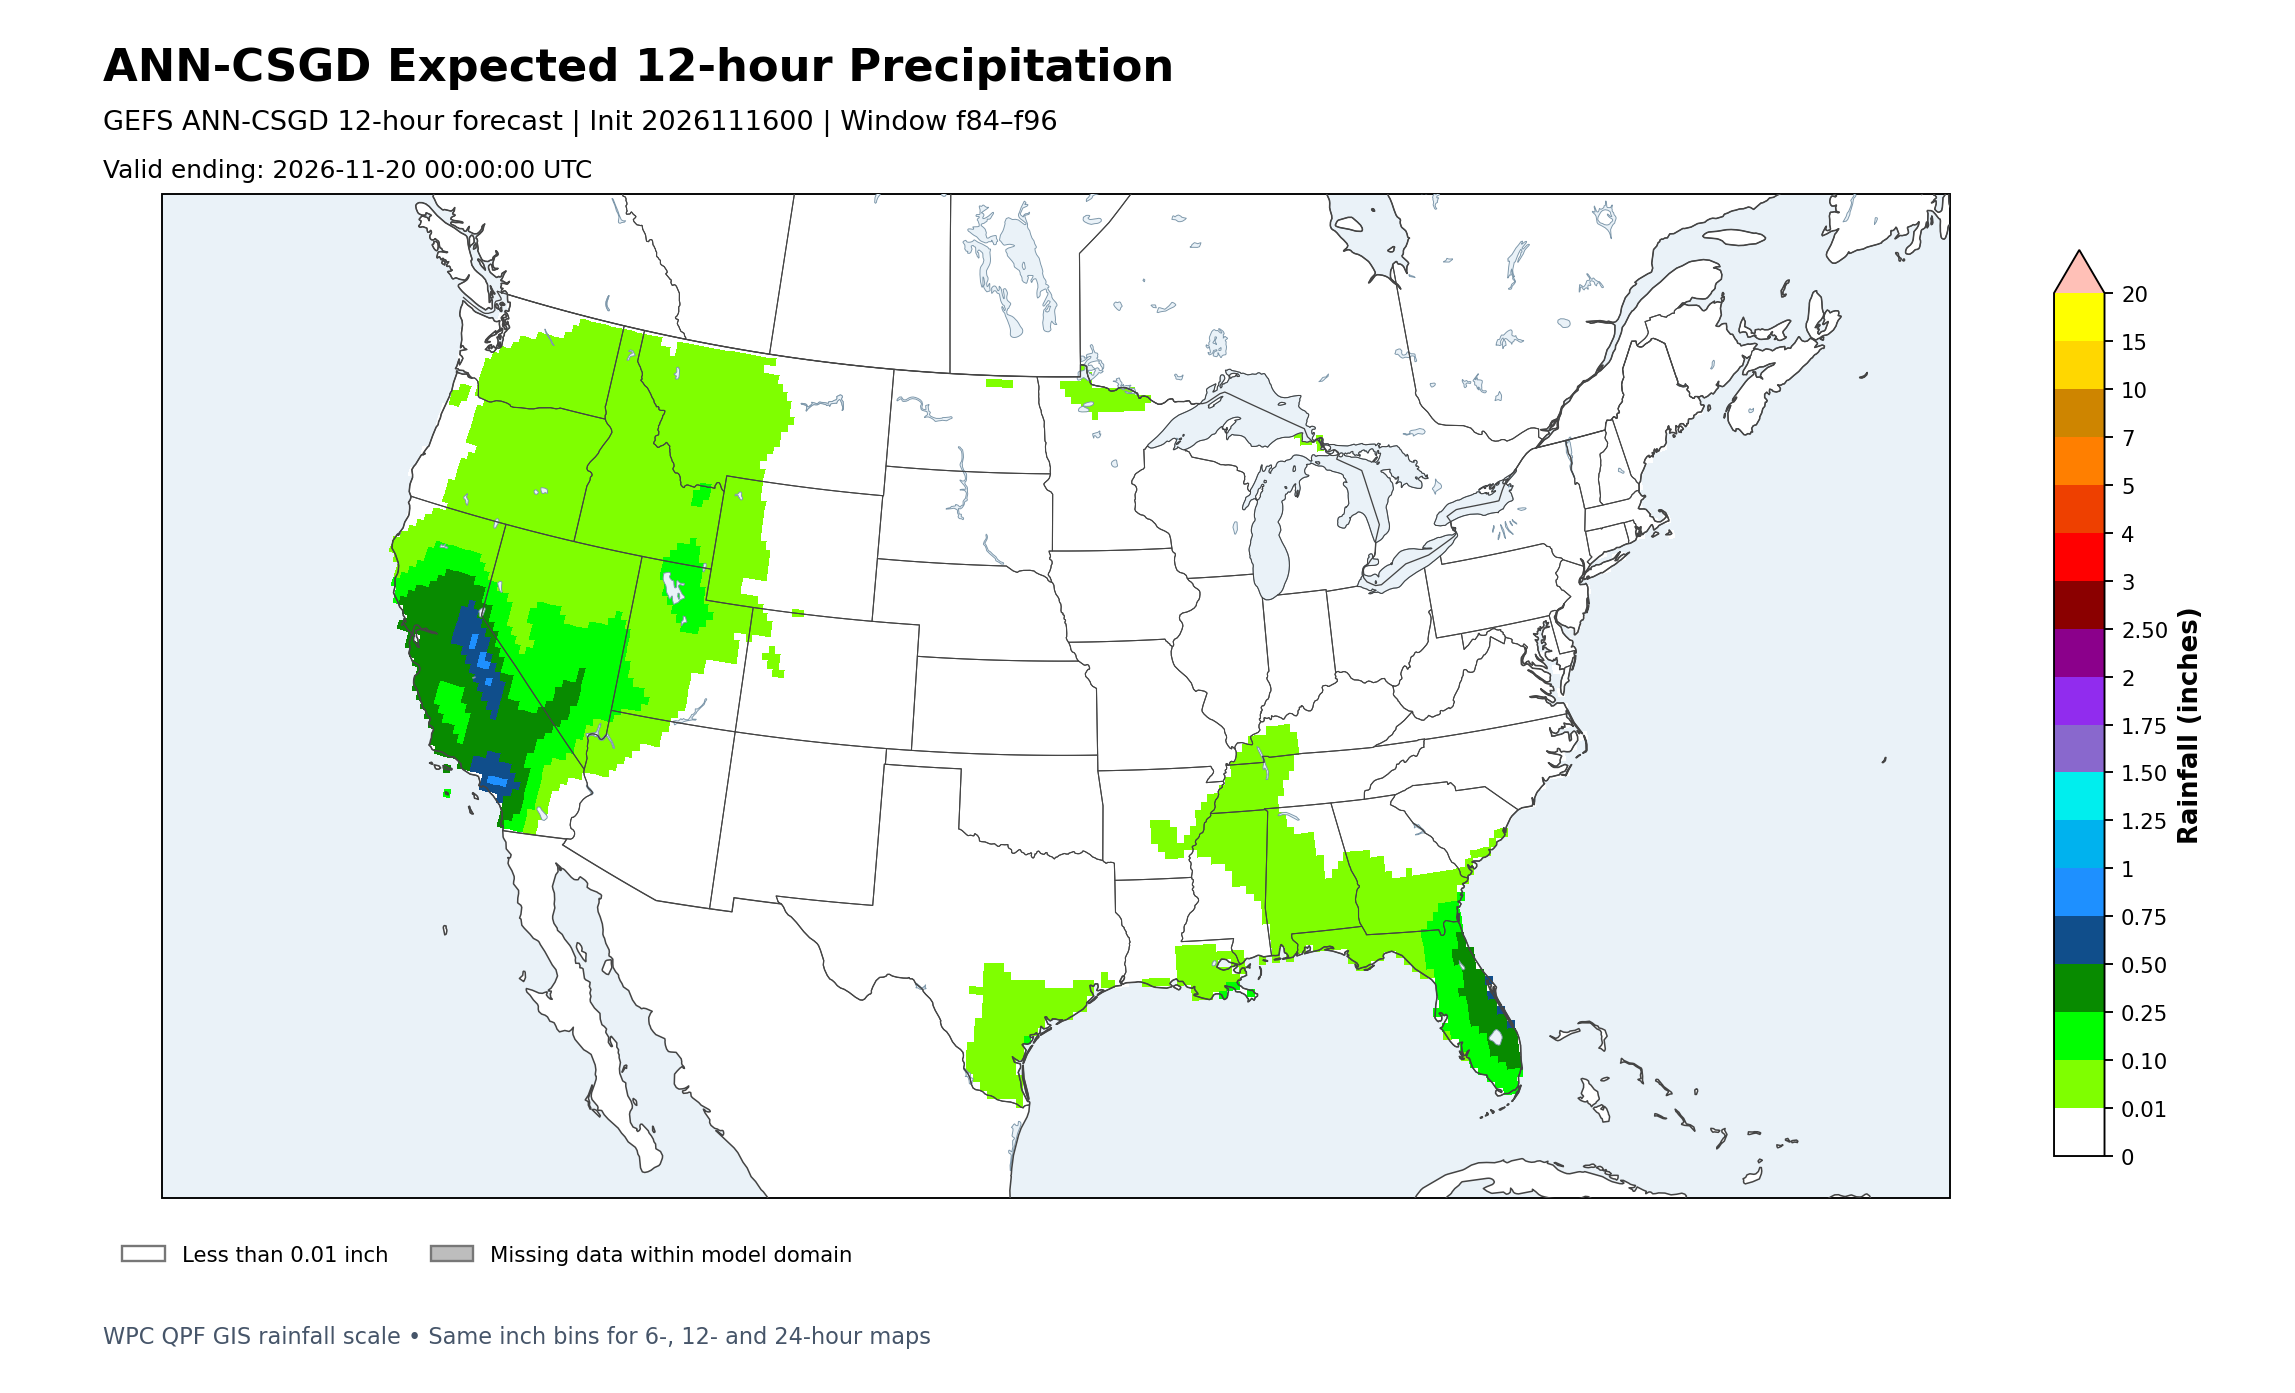 ANN-CSGD Expected 12-hour Precipitation
GEFS ANN-CSGD 12-hour forecast | Init 2026111600 | Window f84–f96
Valid ending: 2026-11-20 00:00:00 UTC
20
15
10
7
5
4
3
2.50
2
1.75
1.50
1.25
1
0.75
0.50
0.25
0.10
0.01
0
Rainfall (inches)
Less than 0.01 inch
Missing data within model domain
WPC QPF GIS rainfall scale • Same inch bins for 6-, 12- and 24-hour maps